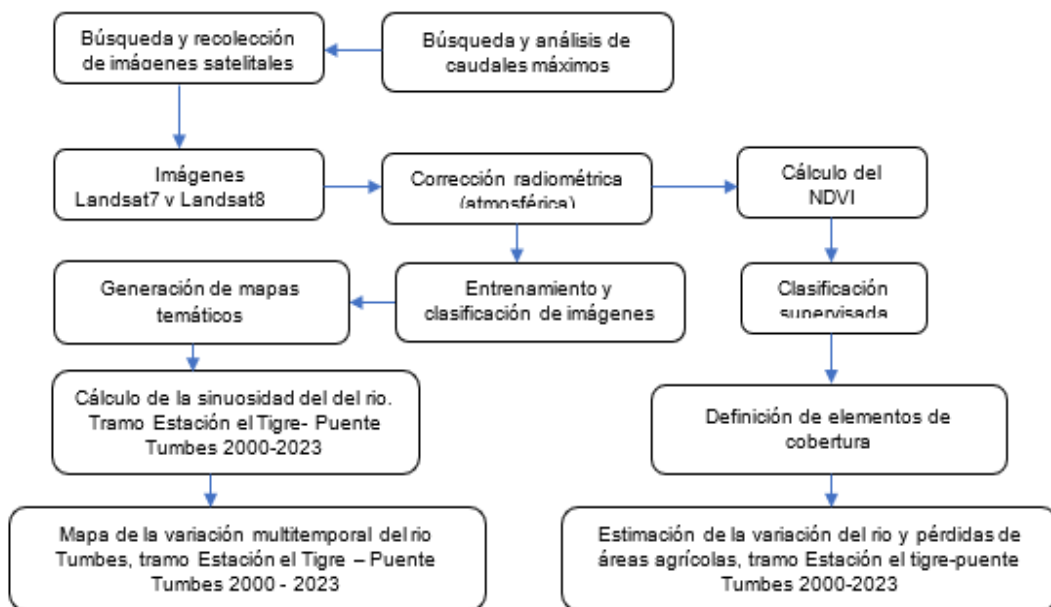 Búsqueda y recolección
de imágenes satelitales
Búsqueda y análisis de
caudales máximos
Imágenes
Landsat7 y Landsat8
Corrección radiométrica
(atmosférica)
Cálculo del
NDVI
Generación de mapas
temáticos
Entrenamiento y
clasificación de imágenes
Clasificación
supervisada
Cálculo de la sinuosidad del del rio.
Tramo Estación el Tigre- Puente
Tumbes 2000-2023
Definición de elementos de
cobertura
Mapa de la variación multitemporal del rio
Tumbes, tramo Estación el Tigre – Puente
Tumbes 2000 - 2023
Estimación de la variación del rio y pérdidas de
áreas agrícolas, tramo Estación el tigre-puente
Tumbes 2000-2023